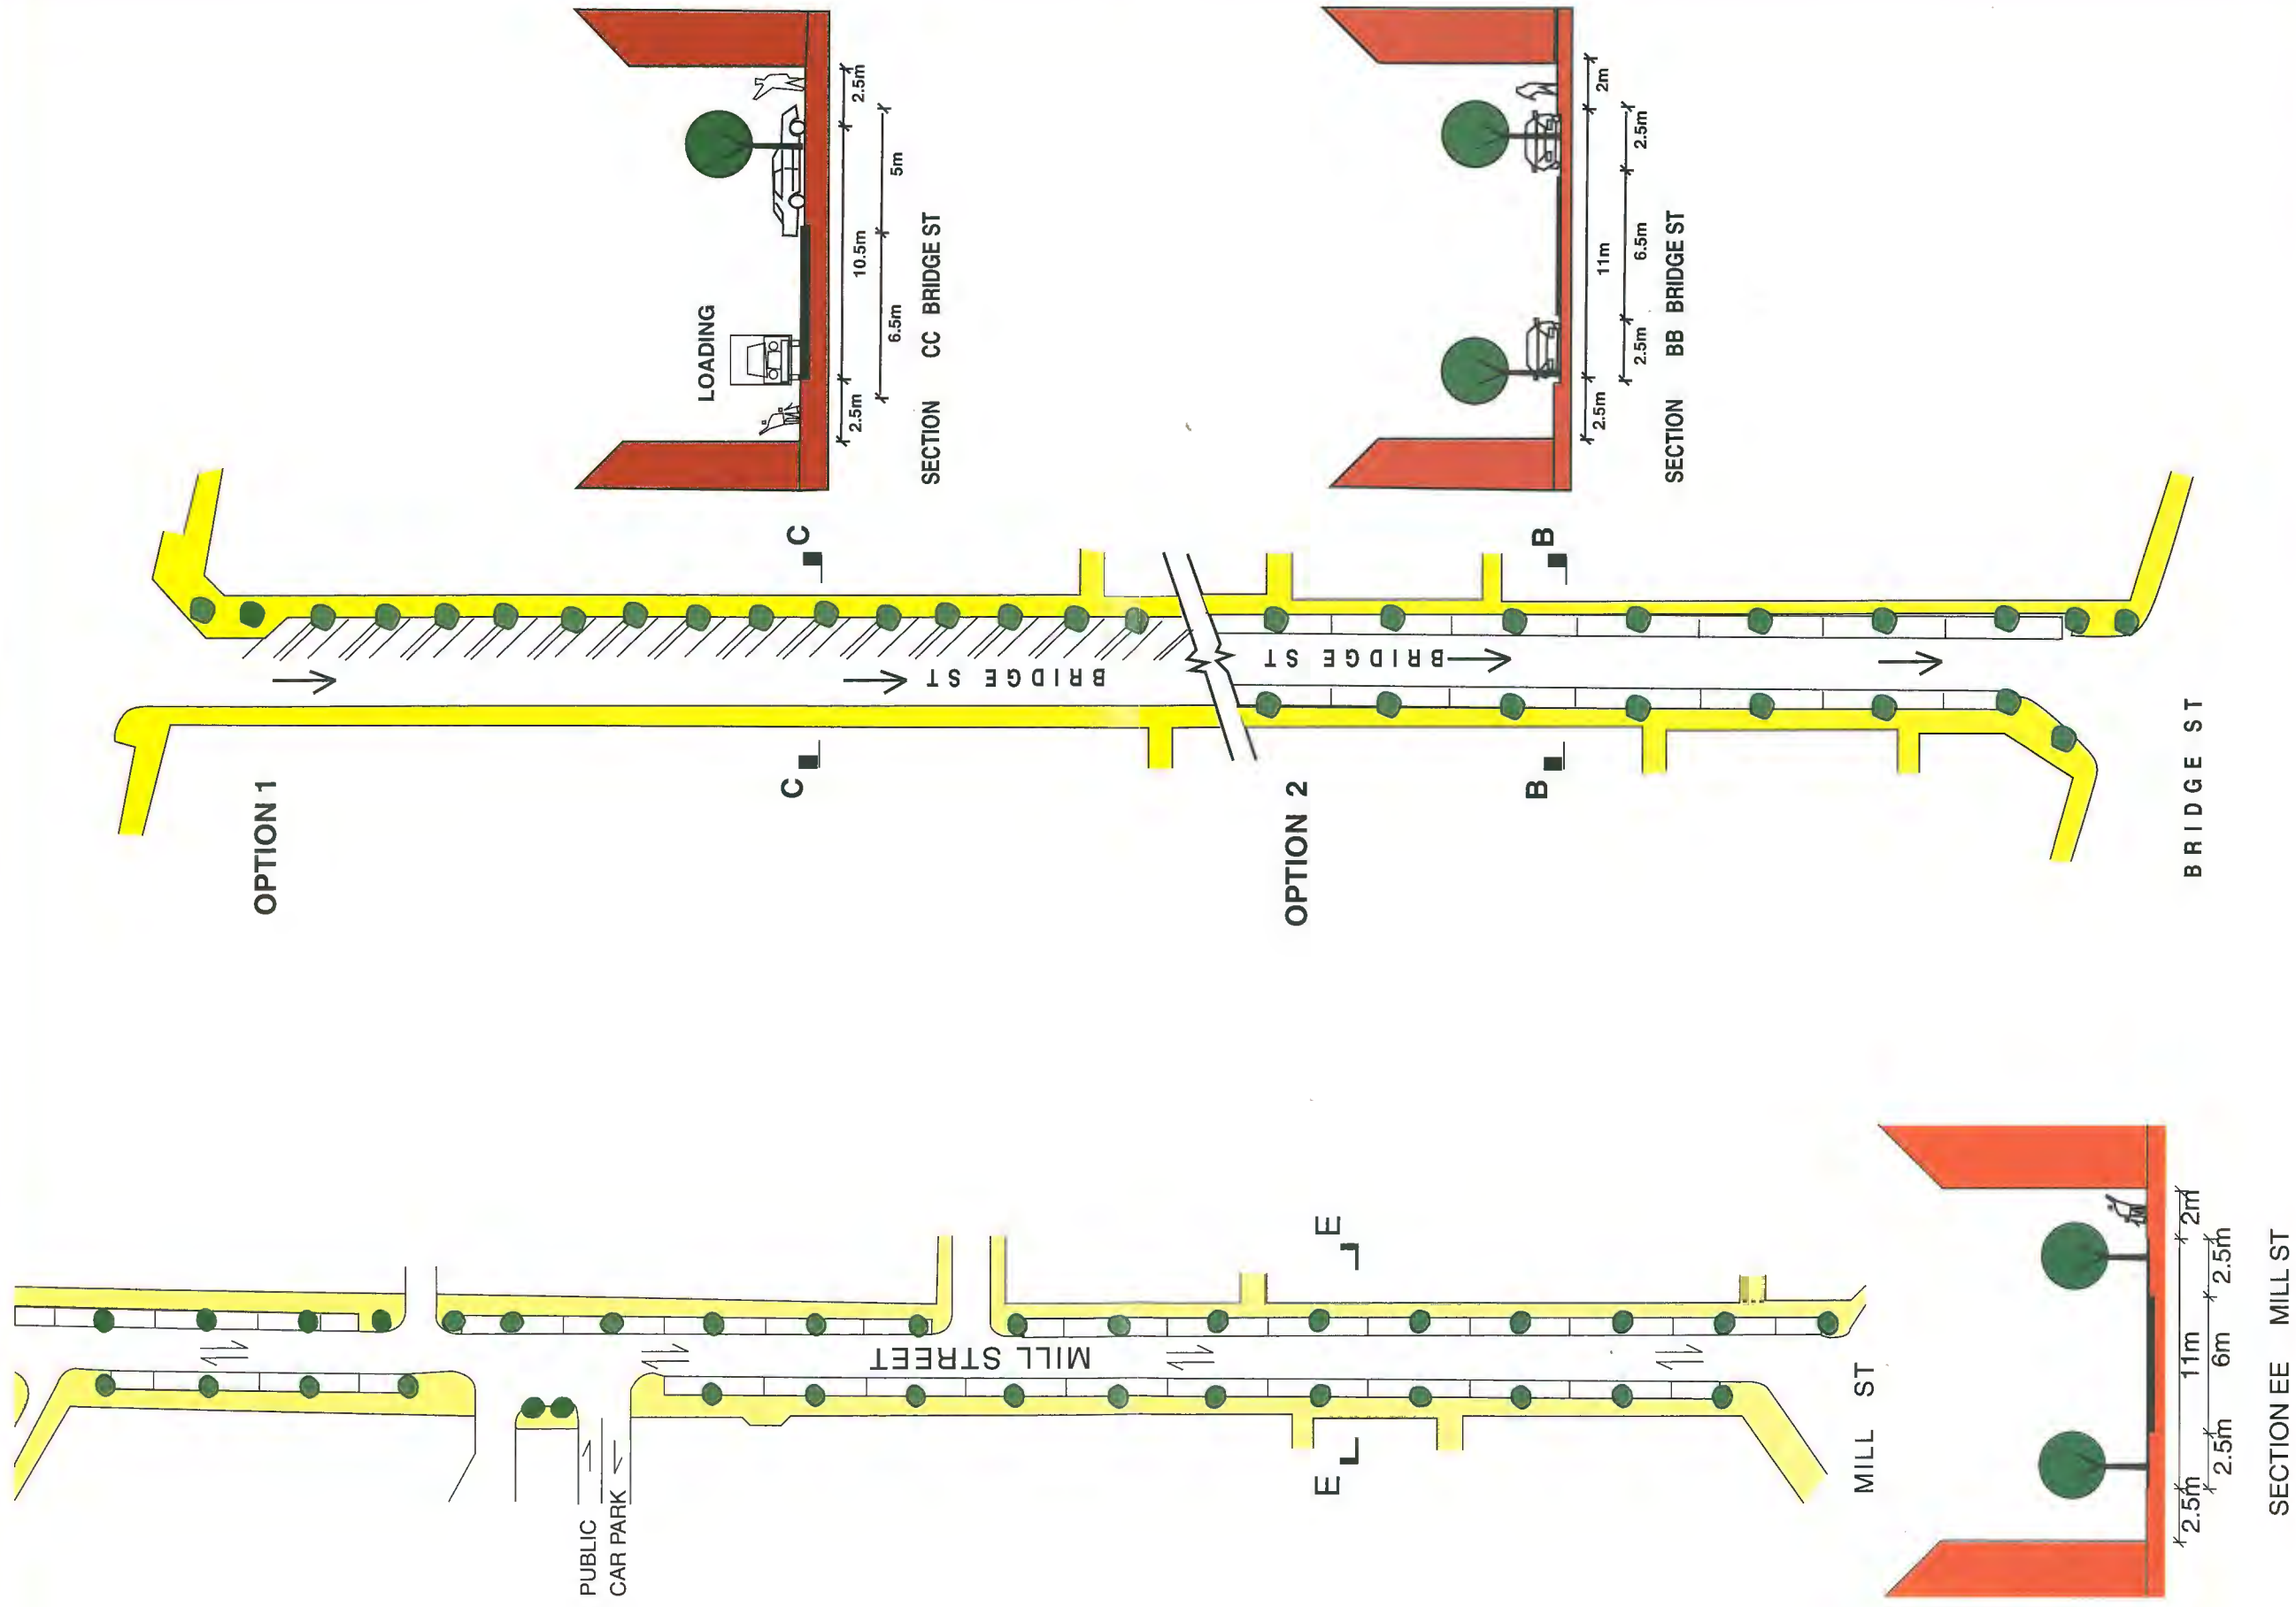 LOADING
2.5m
10.5m
2.5m
6.5m
5m
SECTION CC BRIDGE ST
2.5m
11m
2m
2.5m
6.5m
2.5m
SECTION BB BRIDGE ST
C
C
B
B
BRIDGE ST
BRIDGE ST
OPTION 1
OPTION 2
BRIDGE ST
E
E
MILL STREET
PUBLIC
CAR PARK
MILL ST
2.5m
11m
2m
2.5m
6m
2.5m
SECTION EE MILL ST